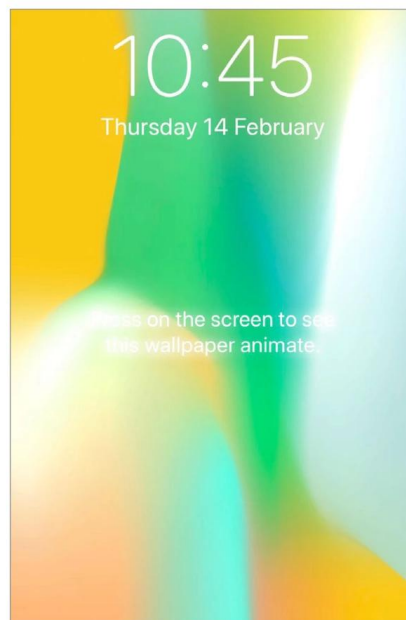 10:45
Thursday 14 February
Press on the screen to see
this wallpaper animate.